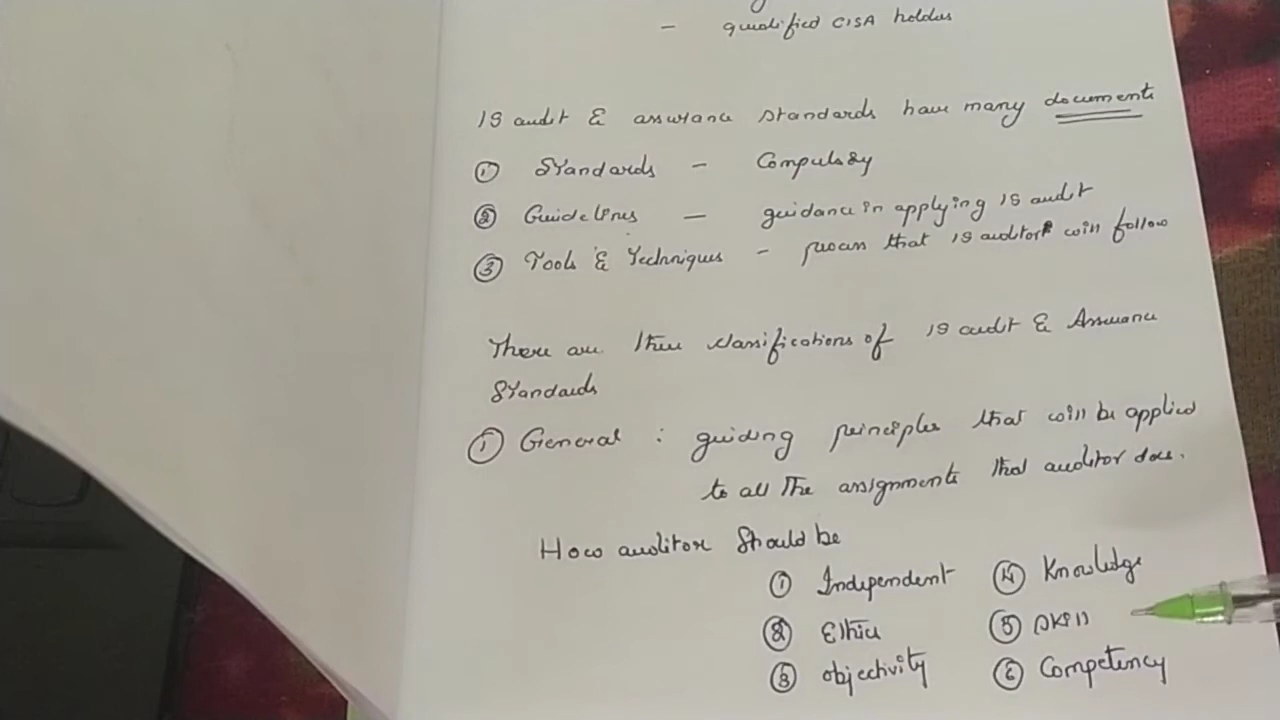 - qualified CISA holders
IS audit & assurance standards have many documents
① Standards - Compulsory
② Guidelines - guidance in applying IS audit
③ Tools & Techniques - process that IS auditor will follow
There are three classifications of IS audit & Assurance
Standards
① General : guiding principles that will be applied
to all the assignments that auditor does.
How auditor should be
① Independent ④ Knowledge
② Ethics ⑤ skill
③ objectivity ⑥ Competency